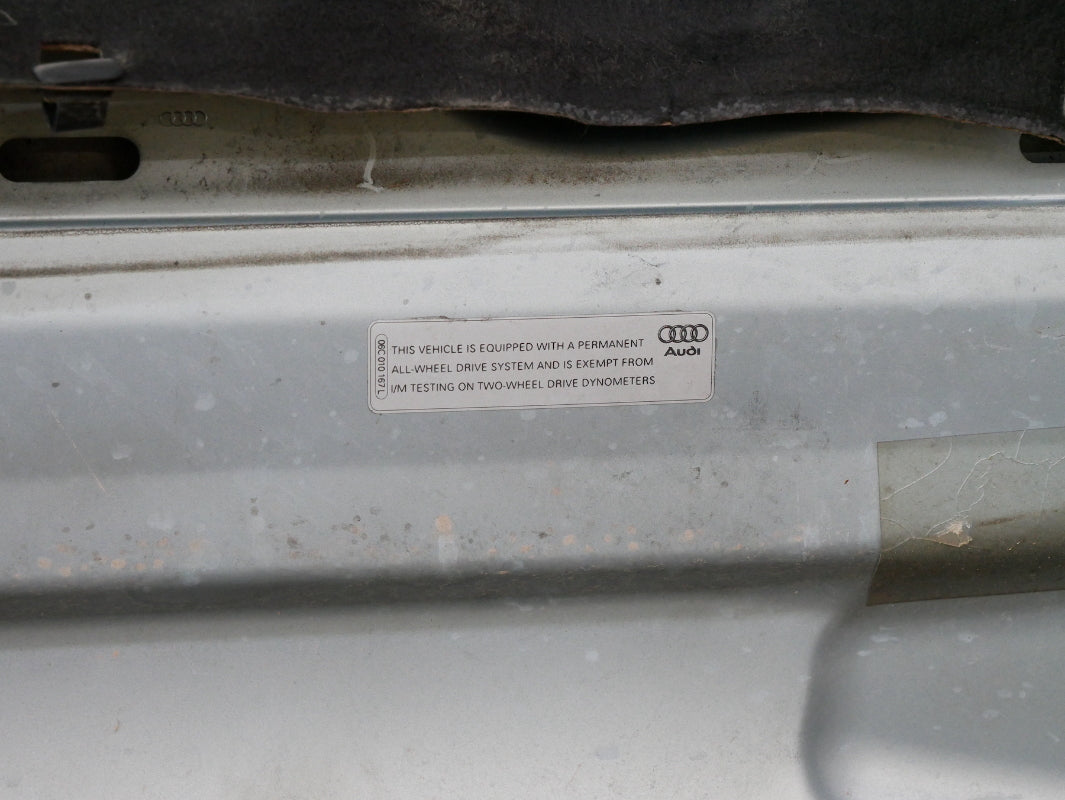 06C 010 167 L
THIS VEHICLE IS EQUIPPED WITH A PERMANENT
ALL-WHEEL DRIVE SYSTEM AND IS EXEMPT FROM
I/M TESTING ON TWO-WHEEL DRIVE DYNOMETERS
Audi